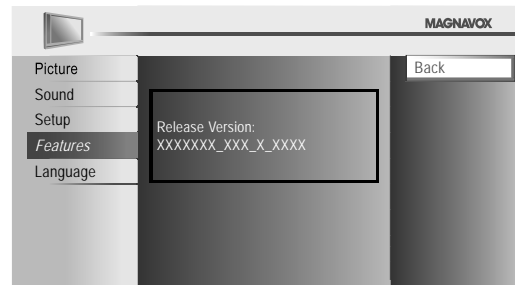 MAGNAVOX
Picture
Sound
Setup
Features
Language
Release Version:
XXXXXXX_XXX_X_XXXX
Back